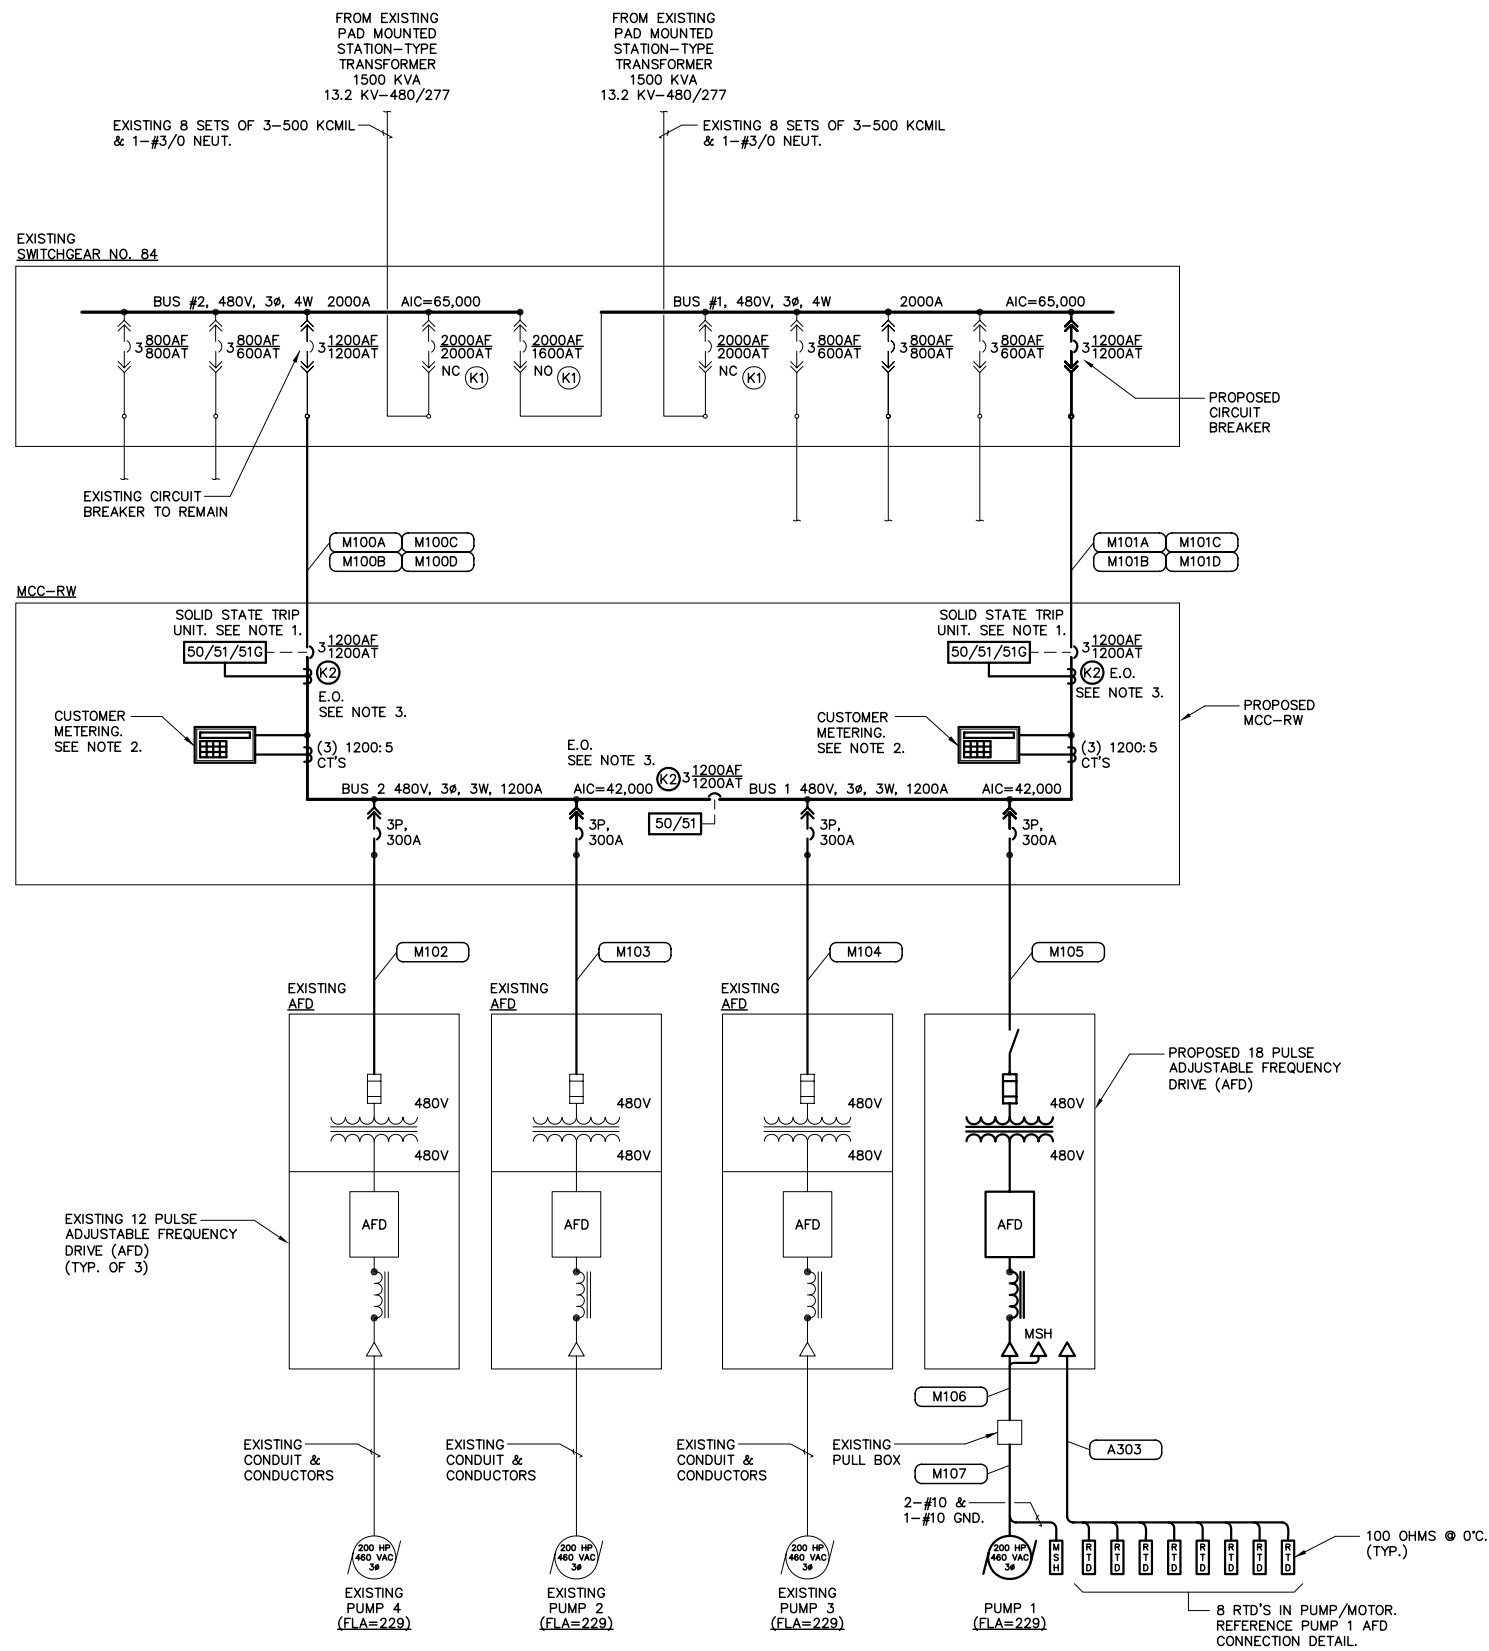 FROM EXISTING
PAD MOUNTED
STATION-TYPE
TRANSFORMER
1500 KVA
13.2 KV-480/277
FROM EXISTING
PAD MOUNTED
STATION-TYPE
TRANSFORMER
1500 KVA
13.2 KV-480/277
EXISTING 8 SETS OF 3-500 KCMIL
& 1-#3/0 NEUT.
EXISTING 8 SETS OF 3-500 KCMIL
& 1-#3/0 NEUT.
EXISTING
SWITCHGEAR NO. 84
BUS #2, 480V, 3ø, 4W 2000A AIC=65,000
BUS #1, 480V, 3ø, 4W 2000A AIC=65,000
3 800AF
800AT
3 800AF
600AT
3 1200AF
1200AT
2000AF
2000AT
NC K1
2000AF
1600AT
NO K1
2000AF
2000AT
NC K1
3 800AF
600AT
3 800AF
800AT
3 800AF
600AT
3 1200AF
1200AT
PROPOSED
CIRCUIT
BREAKER
EXISTING CIRCUIT
BREAKER TO REMAIN
M100A M100C
M100B M100D
M101A M101C
M101B M101D
MCC-RW
SOLID STATE TRIP
UNIT. SEE NOTE 1.
50/51/51G
3 1200AF
1200AT
K2
E.O.
SEE NOTE 3.
CUSTOMER
METERING.
SEE NOTE 2.
(3) 1200:5
CT'S
SOLID STATE TRIP
UNIT. SEE NOTE 1.
50/51/51G
3 1200AF
1200AT
K2 E.O.
SEE NOTE 3.
CUSTOMER
METERING.
SEE NOTE 2.
(3) 1200:5
CT'S
PROPOSED
MCC-RW
E.O.
SEE NOTE 3.
K2 3 1200AF
1200AT
BUS 2 480V, 3ø, 3W, 1200A AIC=42,000
BUS 1 480V, 3ø, 3W, 1200A AIC=42,000
50/51
3P,
300A
3P,
300A
3P,
300A
3P,
300A
M102
M103
M104
M105
EXISTING
AFD
EXISTING
AFD
EXISTING
AFD
PROPOSED 18 PULSE
ADJUSTABLE FREQUENCY
DRIVE (AFD)
480V
480V
480V
480V
480V
480V
480V
480V
EXISTING 12 PULSE
ADJUSTABLE FREQUENCY
DRIVE (AFD)
(TYP. OF 3)
AFD
AFD
AFD
AFD
MSH
M106
EXISTING
CONDUIT &
CONDUCTORS
EXISTING
CONDUIT &
CONDUCTORS
EXISTING
CONDUIT &
CONDUCTORS
EXISTING
PULL BOX
A303
M107
2-#10 &
1-#10 GND.
200 HP
460 VAC
3ø
200 HP
460 VAC
3ø
200 HP
460 VAC
3ø
200 HP
460 VAC
3ø
MSH
RTD
RTD
RTD
RTD
RTD
RTD
RTD
RTD
100 OHMS @ 0°C.
(TYP.)
EXISTING
PUMP 4
(FLA=229)
EXISTING
PUMP 2
(FLA=229)
EXISTING
PUMP 3
(FLA=229)
PUMP 1
(FLA=229)
8 RTD'S IN PUMP/MOTOR.
REFERENCE PUMP 1 AFD
CONNECTION DETAIL.